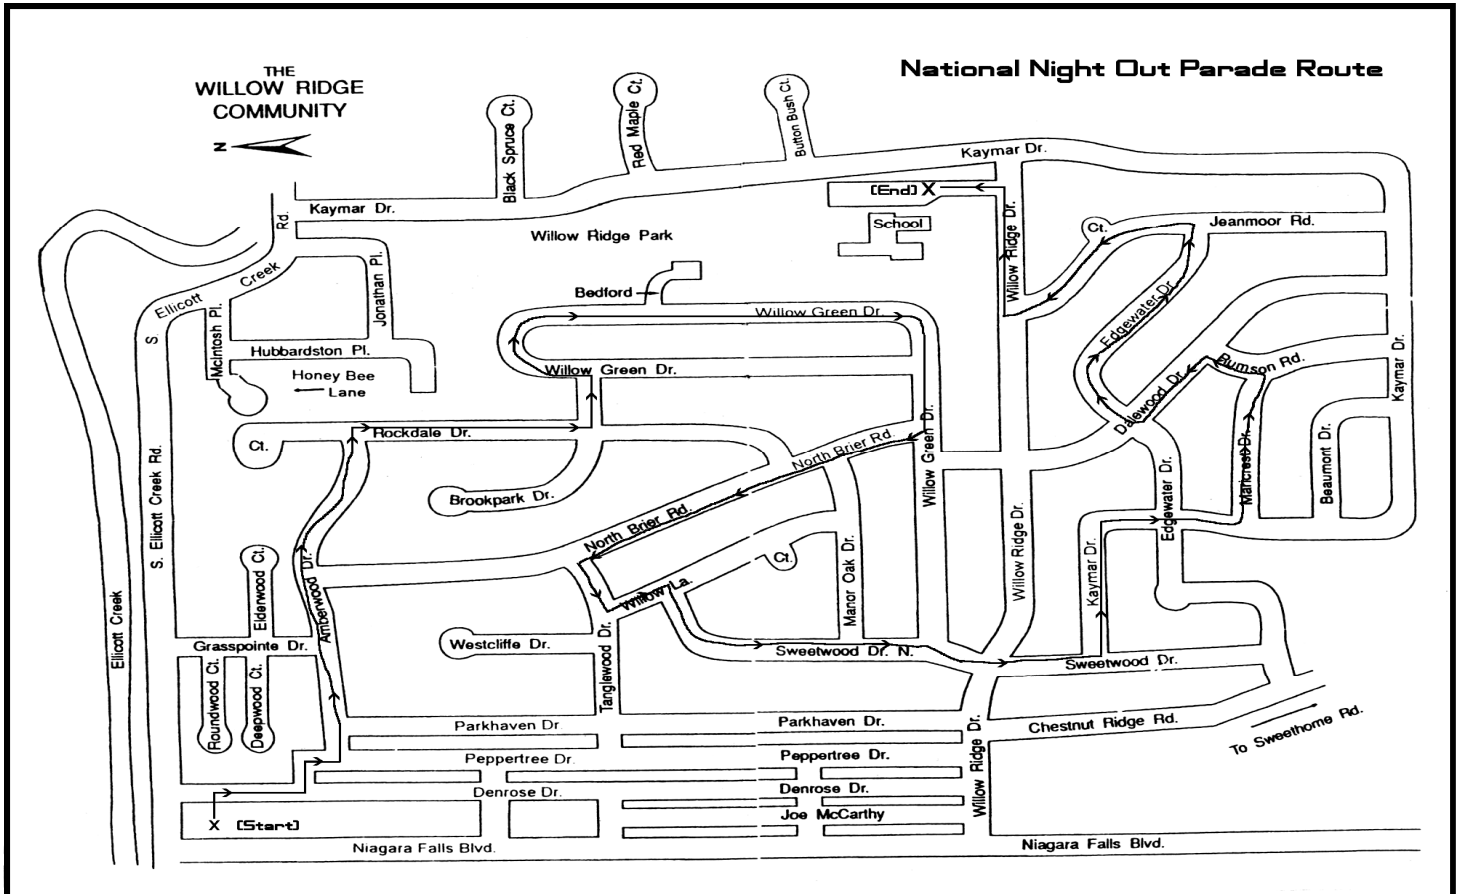 National Night Out Parade Route
THE
WILLOW RIDGE
COMMUNITY
N
Black Spruce Ct.
Red Maple Ct.
Button Bush Ct.
Kaymar Dr.
Kaymar Dr.
Rd.
Creek
Ellicott
S.
Willow Ridge Park
(End) X
School
Willow Ridge Dr.
Ct.
Jeanmoor Rd.
Jonathan Pl.
McIntosh Pl.
Bedford
Willow Green Dr.
Edgewater Dr.
Hubbardston Pl.
Honey Bee
Lane
Willow Green Dr.
Rumson Rd.
Kaymar Dr.
Dalewood Dr.
Ct.
Rockdale Dr.
North Brier Rd.
Willow Green Dr.
Maricrest Dr.
Beaumont Dr.
Edgewater Dr.
S. Ellicott Creek Rd.
Brookpark Dr.
North Brier Rd.
Willow Ridge Dr.
Kaymar Dr.
Ct.
Manor Oak Dr.
Elderwood Ct.
Amberwood Dr.
Willow La.
Ellicott Creek
Grasspointe Dr.
Westcliffe Dr.
Tanglewood Dr.
Sweetwood Dr. N.
Sweetwood Dr.
Roundwood Ct.
Deepwood Ct.
Parkhaven Dr.
Parkhaven Dr.
Chestnut Ridge Rd.
To Sweethome Rd.
Willow Ridge Dr.
Peppertree Dr.
Peppertree Dr.
Denrose Dr.
Denrose Dr.
Joe McCarthy
X (Start)
Niagara Falls Blvd.
Niagara Falls Blvd.